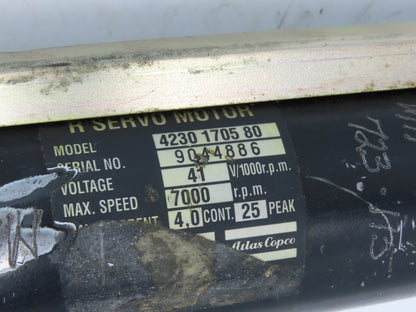 R SERVO MOTOR
MODEL 4230 1705 80
SERIAL NO. 9044886
VOLTAGE 41 V/1000r.p.m.
MAX. SPEED 7000 r.p.m.
4,0 CONT. 25 PEAK
Atlas Copco
723